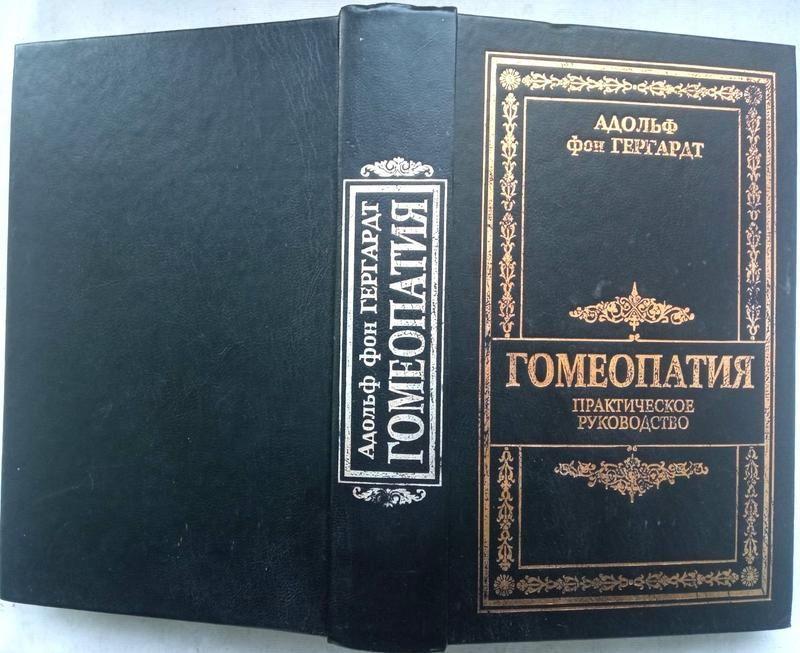 Адольф фон ГЕРГАРДТ
ГОМЕОПАТИЯ
АДОЛЬФ
фон ГЕРГАРДТ
ГОМЕОПАТИЯ
ПРАКТИЧЕСКОЕ
РУКОВОДСТВО